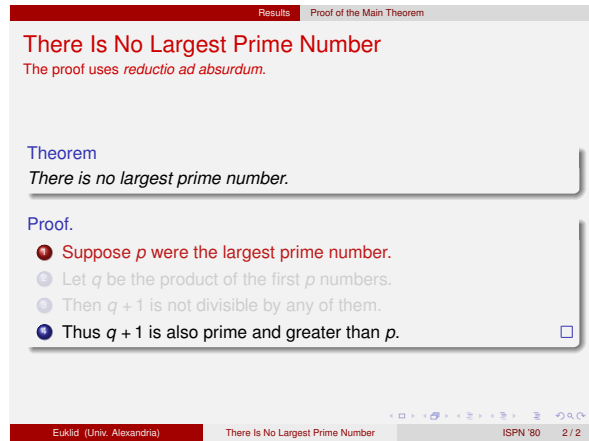 Results Proof of the Main Theorem
There Is No Largest Prime Number
The proof uses reductio ad absurdum.
Theorem
There is no largest prime number.
Proof.
1 Suppose p were the largest prime number.
2 Let q be the product of the first p numbers.
3 Then q + 1 is not divisible by any of them.
4 Thus q + 1 is also prime and greater than p. □
Euklid (Univ. Alexandria) There Is No Largest Prime Number ISPN '80 2 / 2